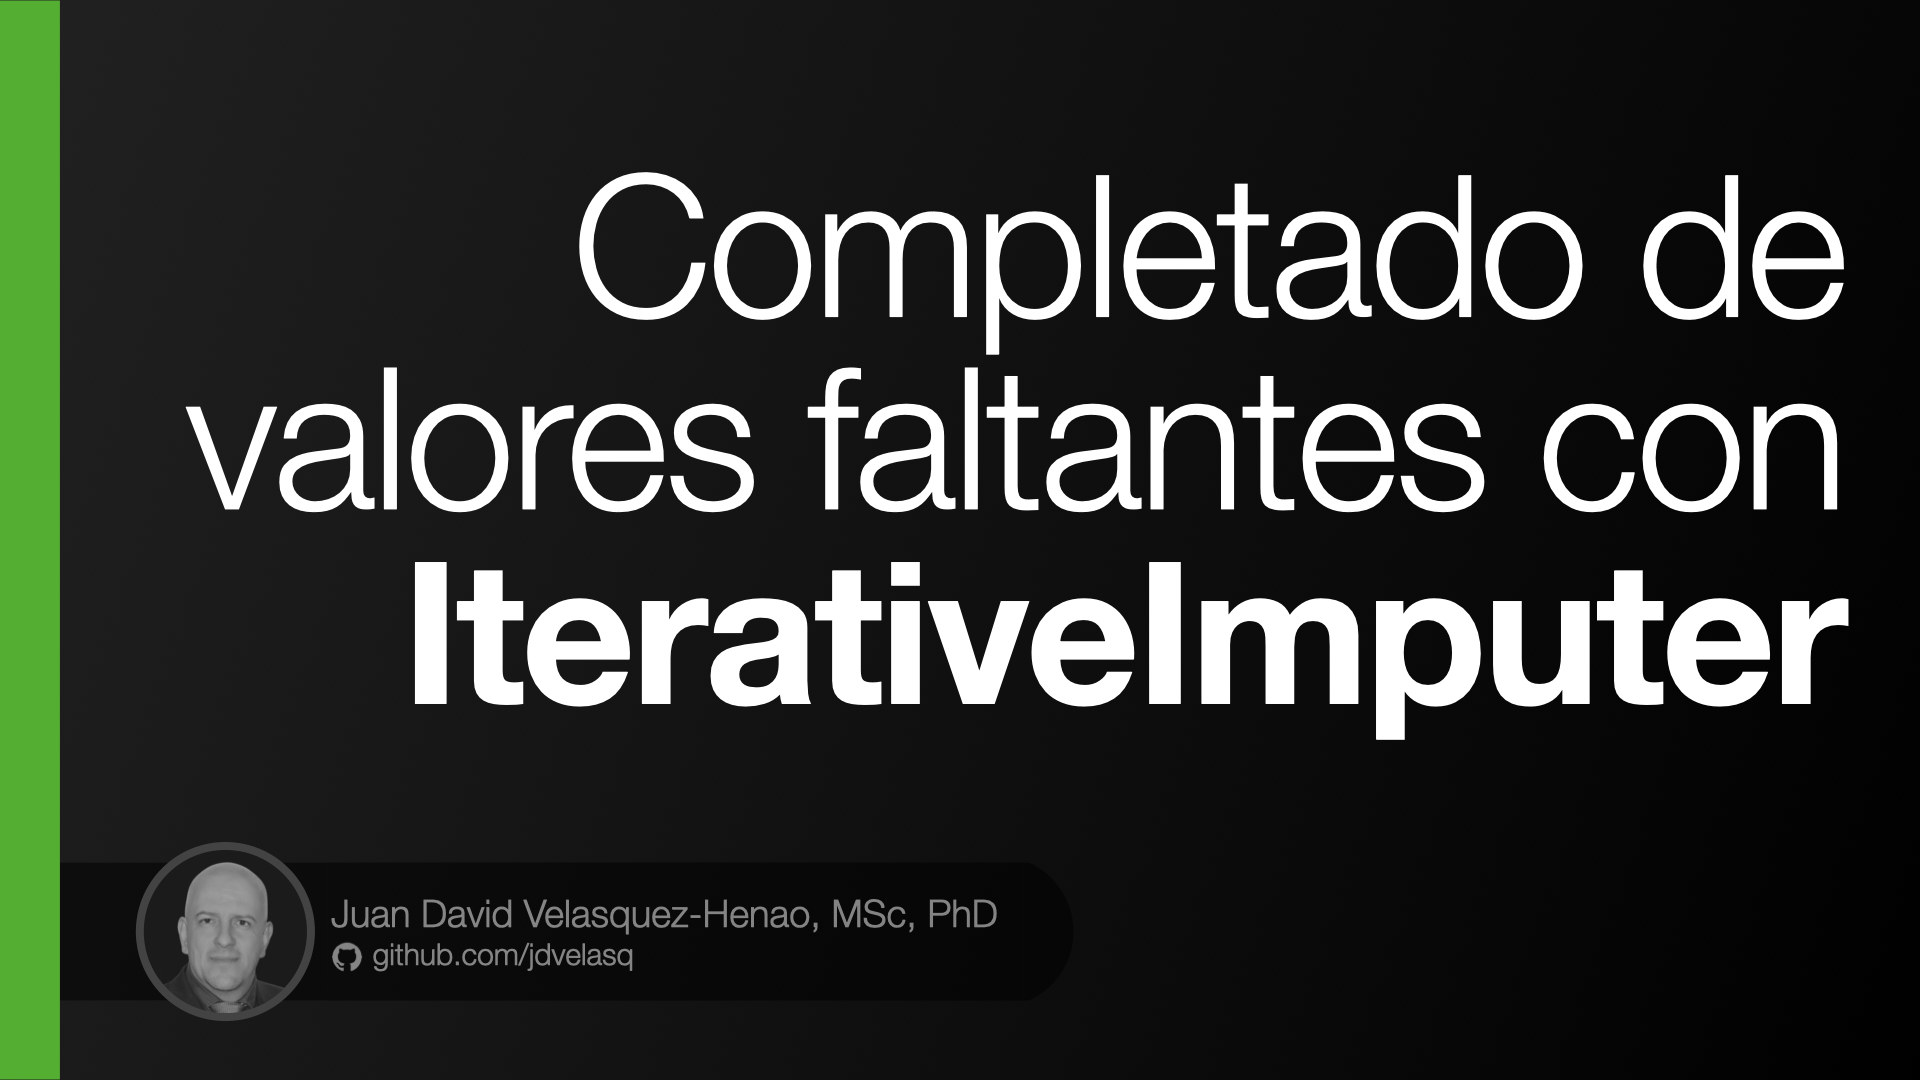 Completado de
valores faltantes con
IterativeImputer
Juan David Velasquez-Henao, MSc, PhD
github.com/jdvelasq